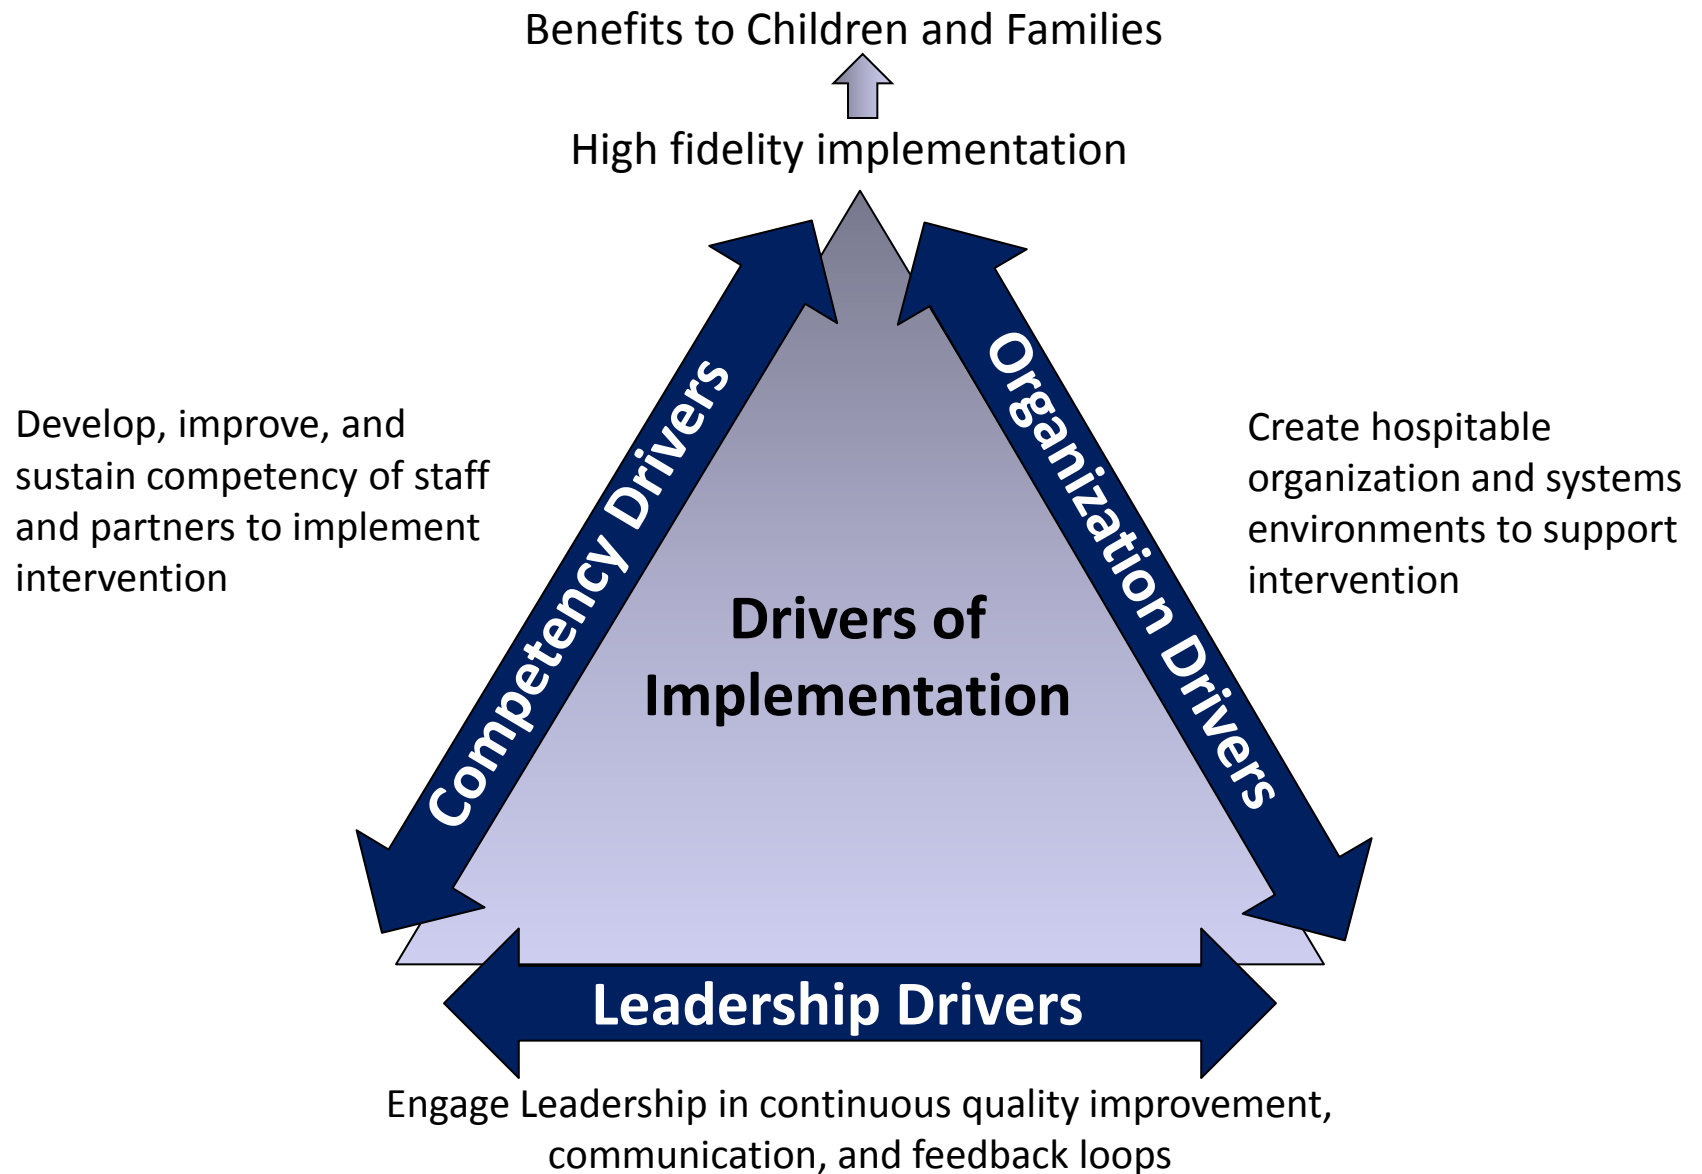 Benefits to Children and Families
High fidelity implementation
Competency Drivers
Organization Drivers
Develop, improve, and
sustain competency of staff
and partners to implement
intervention
Create hospitable
organization and systems
environments to support
intervention
Drivers of
Implementation
Leadership Drivers
Engage Leadership in continuous quality improvement,
communication, and feedback loops